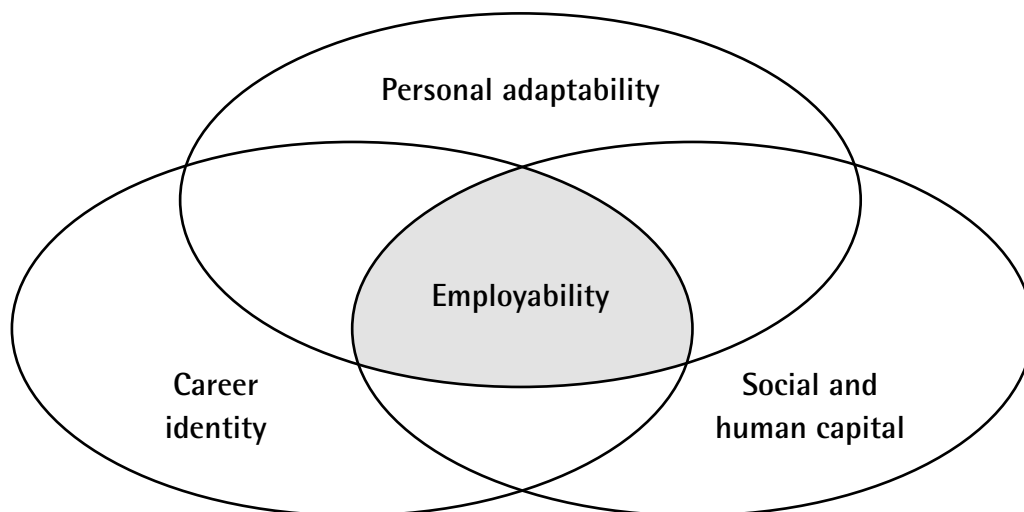 Personal adaptability
Employability
Career
identity
Social and
human capital